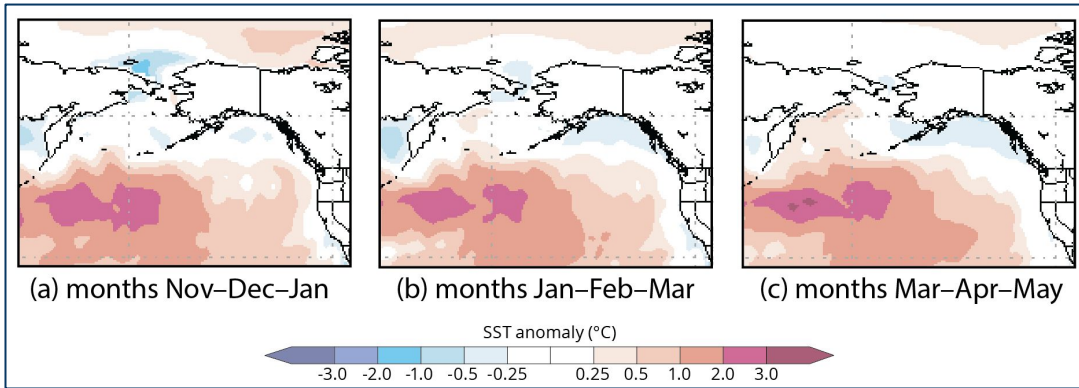 (a) months Nov–Dec–Jan
(b) months Jan–Feb–Mar
(c) months Mar–Apr–May
SST anomaly (°C)
-3.0 -2.0 -1.0 -0.5 -0.25 0.25 0.5 1.0 2.0 3.0